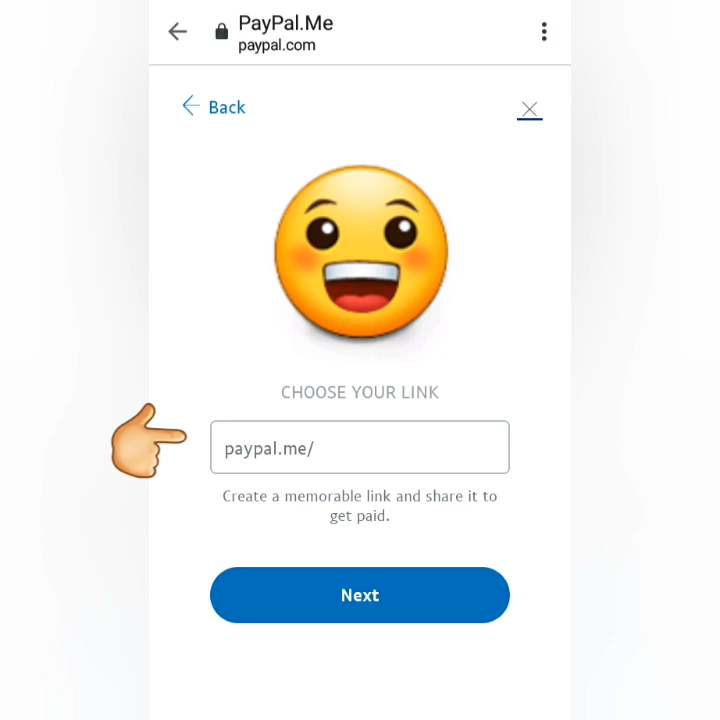 PayPal.Me
paypal.com
Back
CHOOSE YOUR LINK
paypal.me/
Create a memorable link and share it to
get paid.
Next